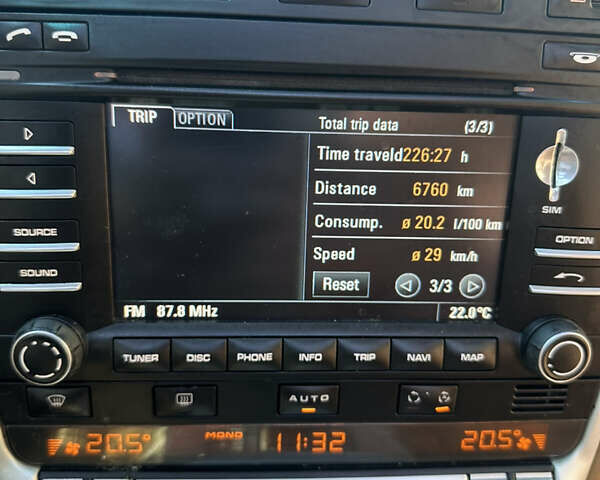 TRIP OPTION Total trip data (3/3)
Time traveld 226:27 h
Distance 6760 km
Consump. ø 20.2 l/100 km
Speed ø 29 km/h
Reset 3/3
FM 87.8 MHz 22.0°C
SOURCE
SOUND
SIM
OPTION
TUNER DISC PHONE INFO TRIP NAVI MAP
AUTO
20.5° MONO 11:32 20.5°